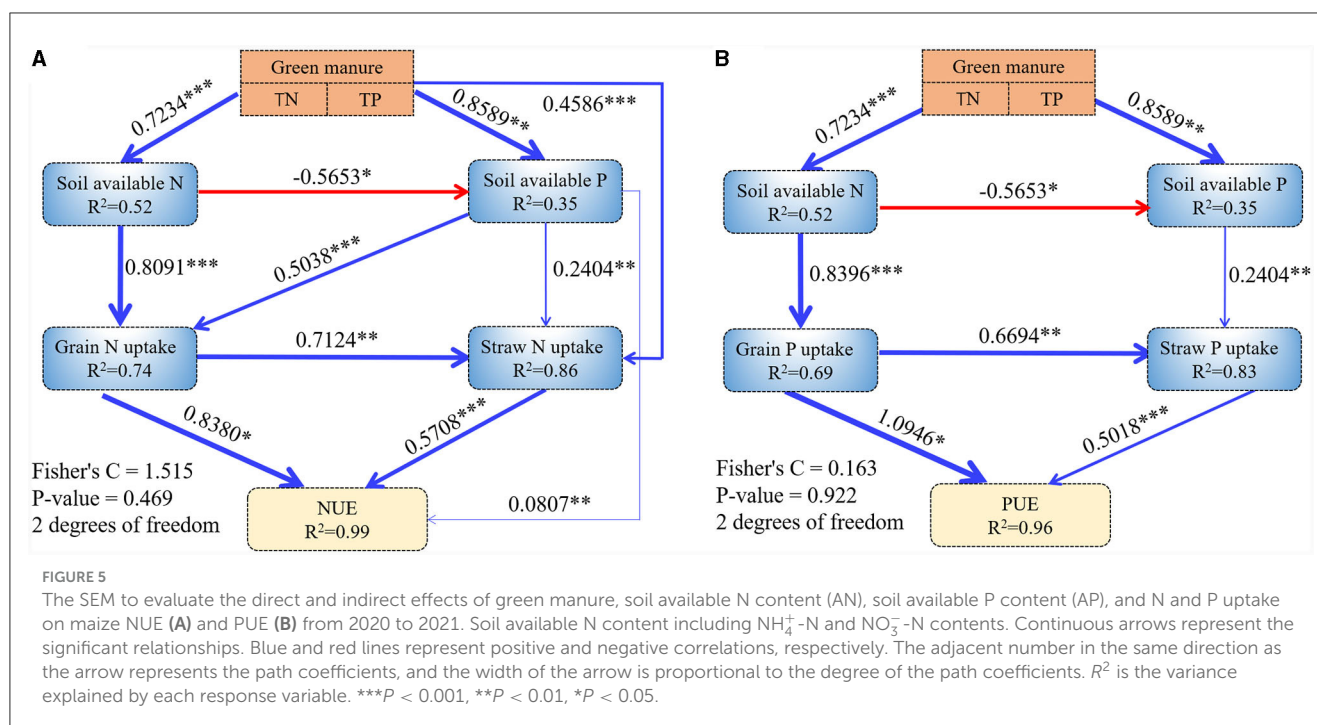 A
Green manure
TN TP
0.7234***
0.8589**
0.4586***
Soil available N
R²=0.52
-0.5653*
Soil available P
R²=0.35
0.8091***
0.5038***
0.2404**
Grain N uptake
R²=0.74
0.7124**
Straw N uptake
R²=0.86
0.8380*
0.5708***
Fisher's C = 1.515
P-value = 0.469
2 degrees of freedom
NUE
R²=0.99
0.0807**
B
Green manure
TN TP
0.7234***
0.8589**
Soil available N
R²=0.52
-0.5653*
Soil available P
R²=0.35
0.8396***
0.2404**
Grain P uptake
R²=0.69
0.6694**
Straw P uptake
R²=0.83
1.0946*
0.5018***
Fisher's C = 0.163
P-value = 0.922
2 degrees of freedom
PUE
R²=0.96
FIGURE 5
The SEM to evaluate the direct and indirect effects of green manure, soil available N content (AN), soil available P content (AP), and N and P uptake
on maize NUE (A) and PUE (B) from 2020 to 2021. Soil available N content including NH₄⁺-N and NO₃⁻-N contents. Continuous arrows represent the
significant relationships. Blue and red lines represent positive and negative correlations, respectively. The adjacent number in the same direction as
the arrow represents the path coefficients, and the width of the arrow is proportional to the degree of the path coefficients. R² is the variance
explained by each response variable. ***P < 0.001, **P < 0.01, *P < 0.05.